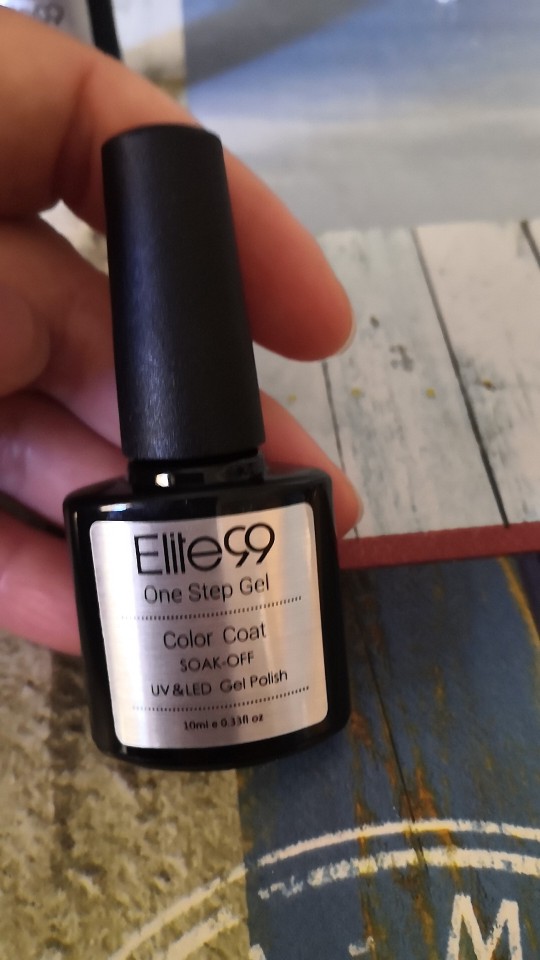 Elite99
One Step Gel
Color Coat
SOAK-OFF
UV&LED Gel Polish
10ml e 0.33fl oz
M